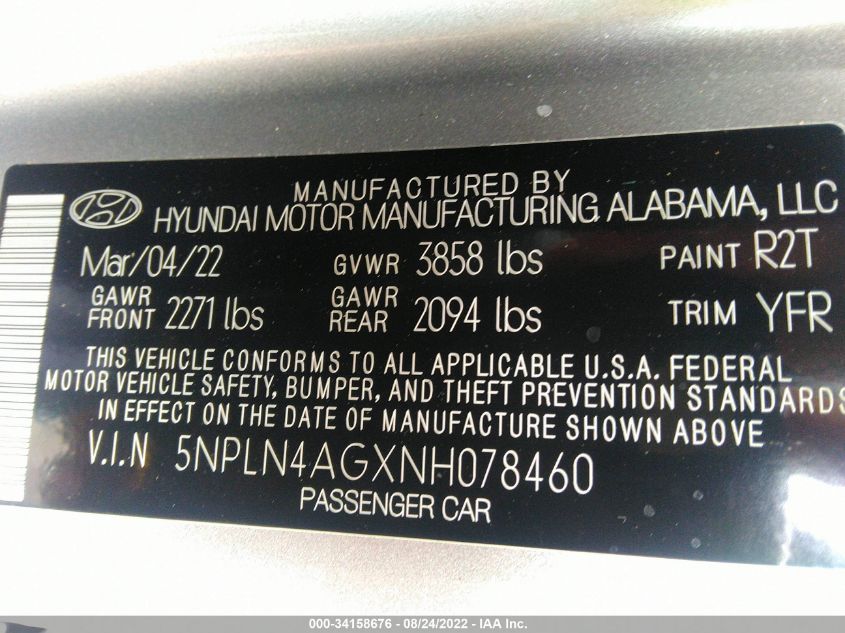 MANUFACTURED BY
HYUNDAI MOTOR MANUFACTURING ALABAMA, LLC
Mar/04/22 GVWR 3858 lbs PAINT R2T
GAWR FRONT 2271 lbs GAWR REAR 2094 lbs TRIM YFR
THIS VEHICLE CONFORMS TO ALL APPLICABLE U.S.A. FEDERAL
MOTOR VEHICLE SAFETY, BUMPER, AND THEFT PREVENTION STANDARDS
IN EFFECT ON THE DATE OF MANUFACTURE SHOWN ABOVE
V.I.N 5NPLN4AGXNH078460
PASSENGER CAR
000-34158676 - 08/24/2022 - IAA Inc.